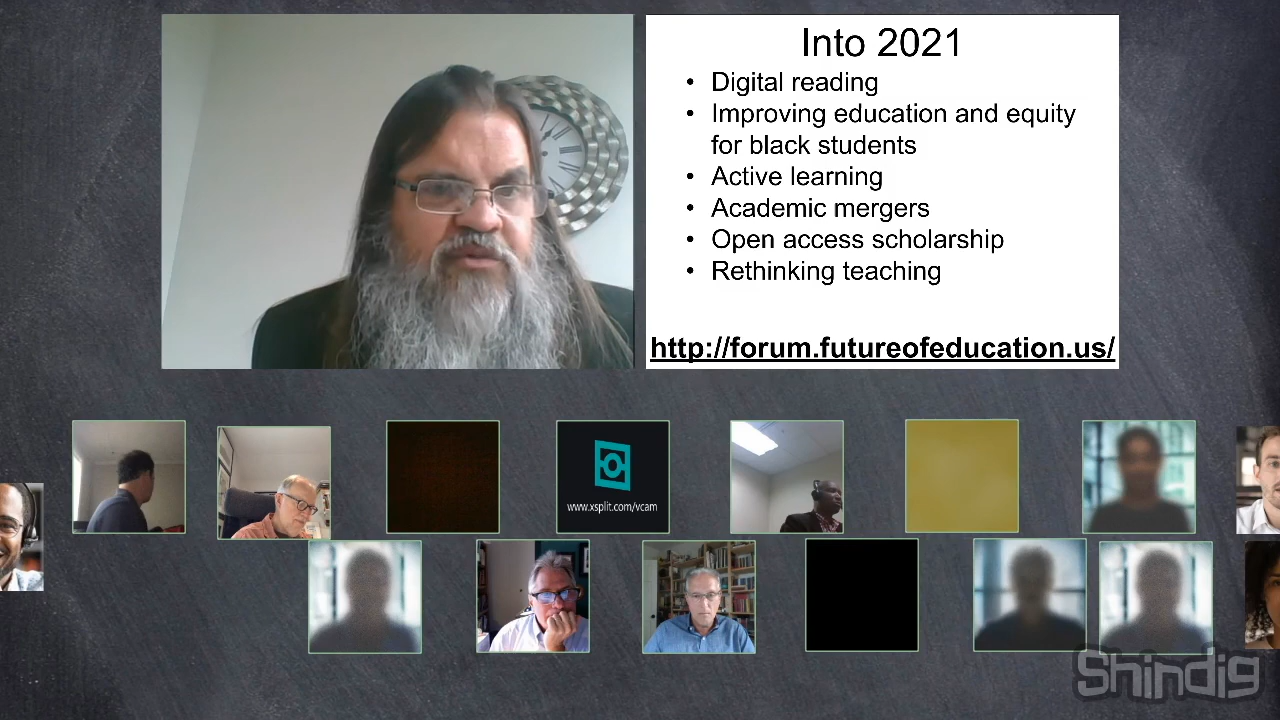 Into 2021
• Digital reading
• Improving education and equity
for black students
• Active learning
• Academic mergers
• Open access scholarship
• Rethinking teaching
http://forum.futureofeducation.us/
www.xsplit.com/vcam
Shindig